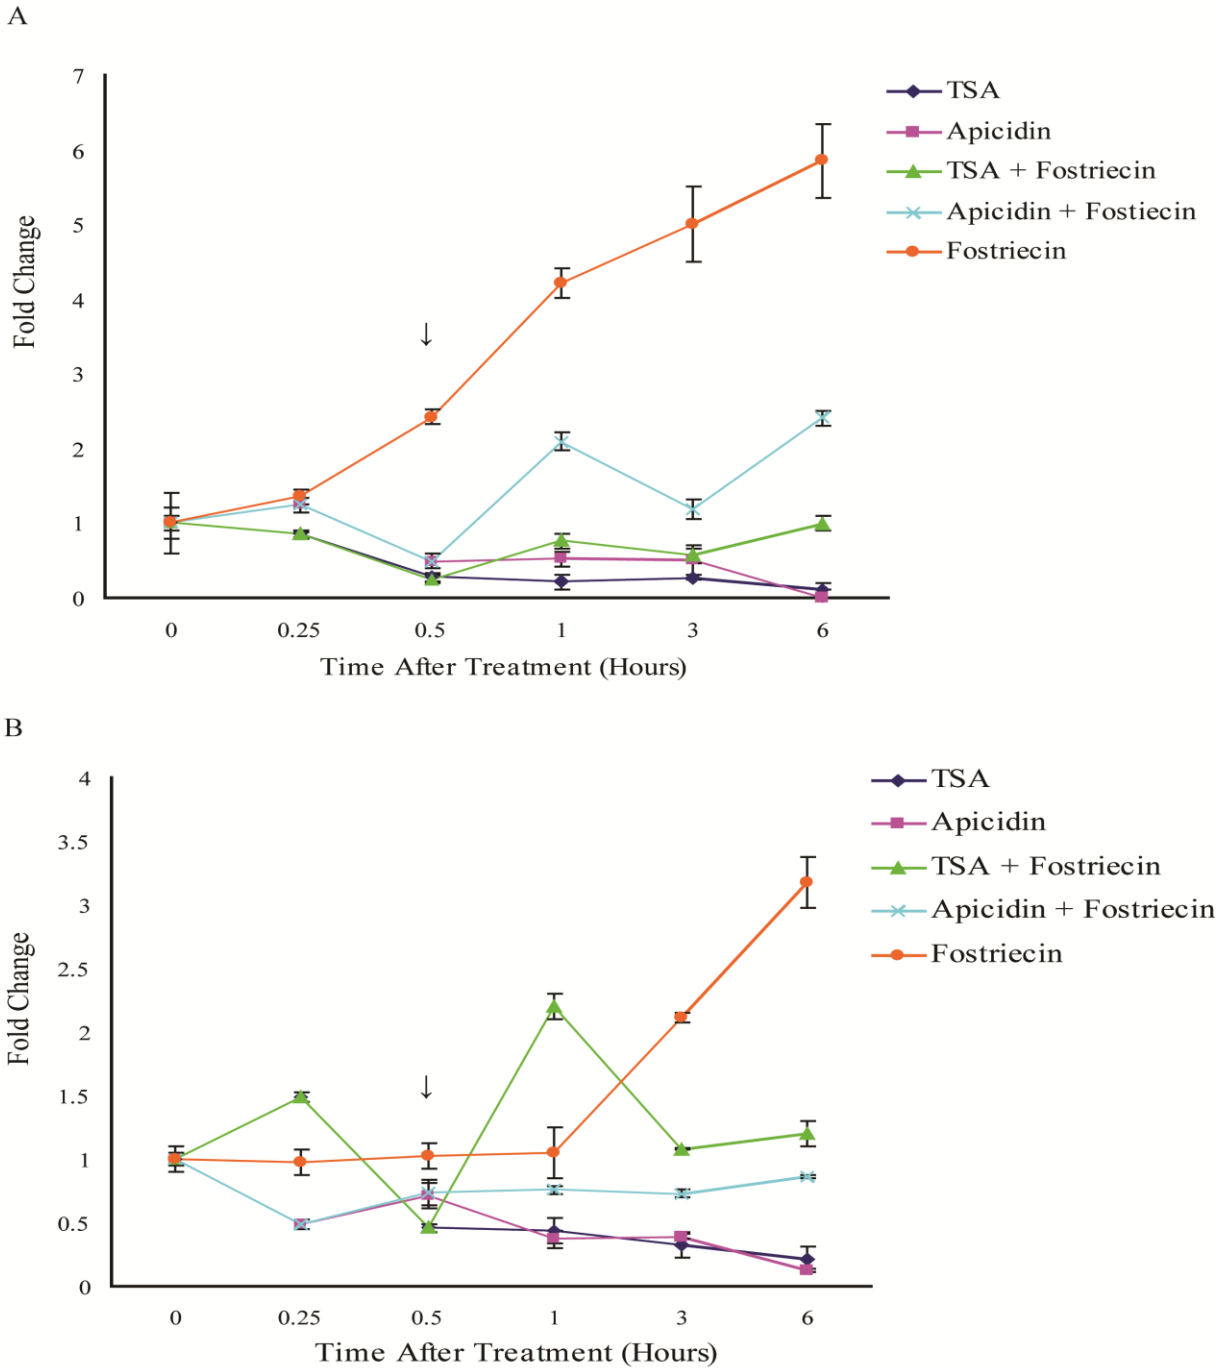 A
7
6
5
4
3
2
1
0
Fold Change
0 0.25 0.5 1 3 6
Time After Treatment (Hours)
TSA
Apicidin
TSA + Fostriecin
Apicidin + Fostiecin
Fostriecin
↓
B
4
3.5
3
2.5
2
1.5
1
0.5
0
Fold Change
0 0.25 0.5 1 3 6
Time After Treatment (Hours)
TSA
Apicidin
TSA + Fostriecin
Apicidin + Fostriecin
Fostriecin
↓